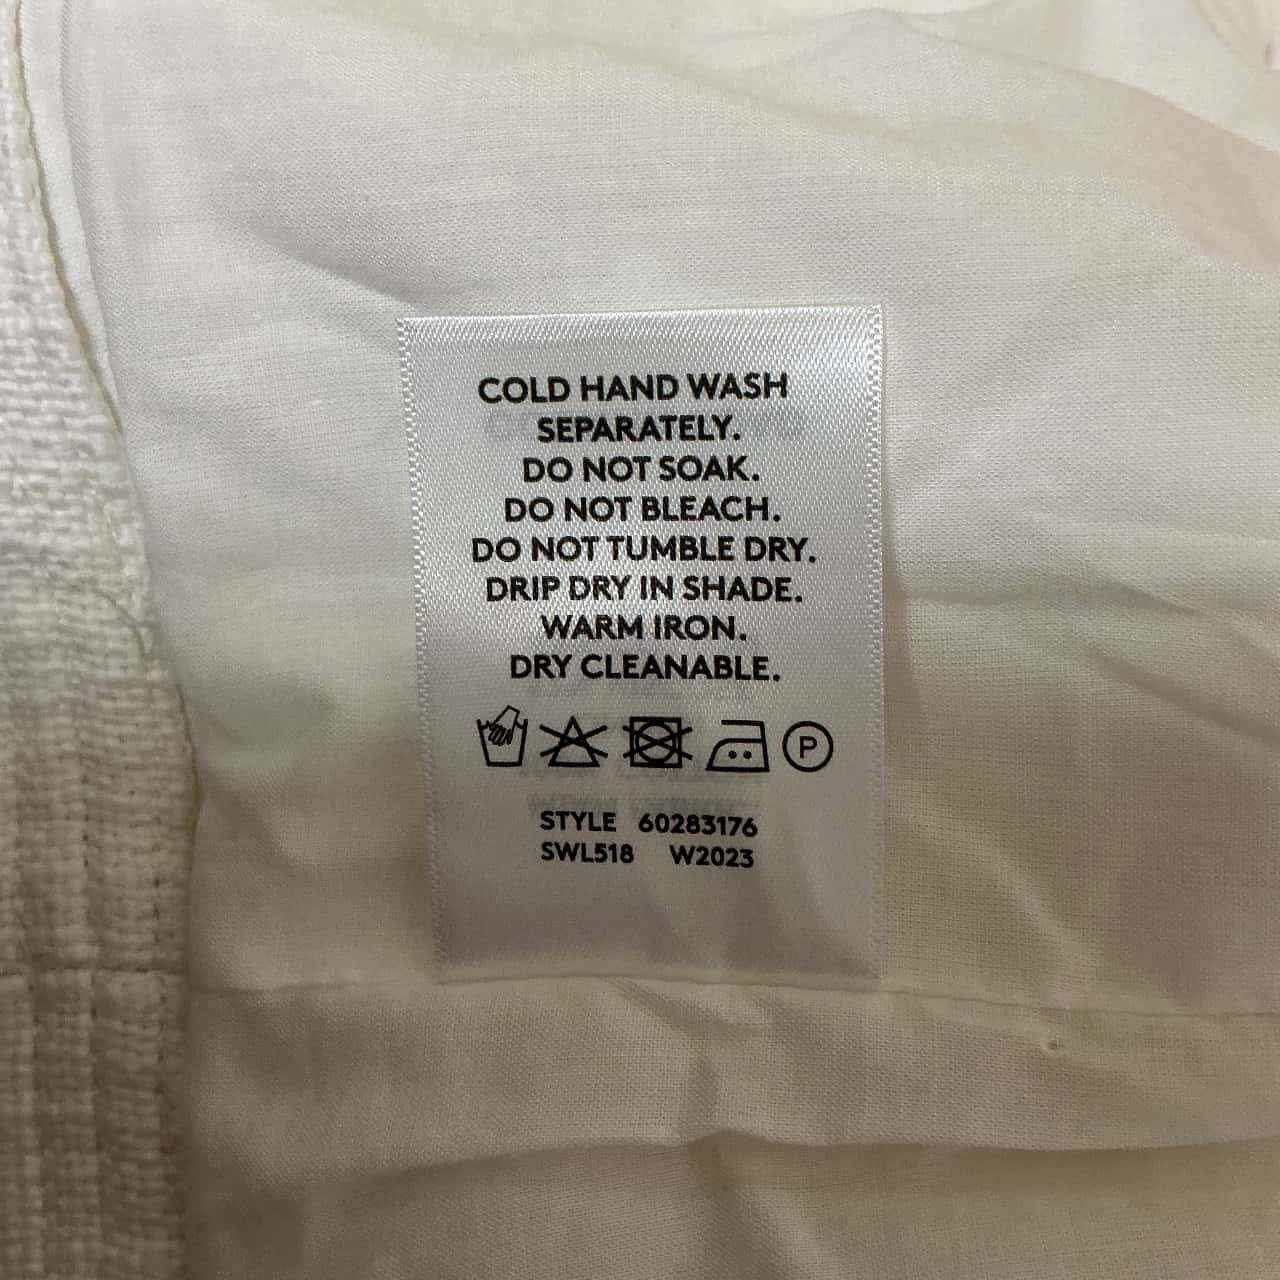 COLD HAND WASH
SEPARATELY.
DO NOT SOAK.
DO NOT BLEACH.
DO NOT TUMBLE DRY.
DRIP DRY IN SHADE.
WARM IRON.
DRY CLEANABLE.
P
STYLE 60283176
SWL518 W2023